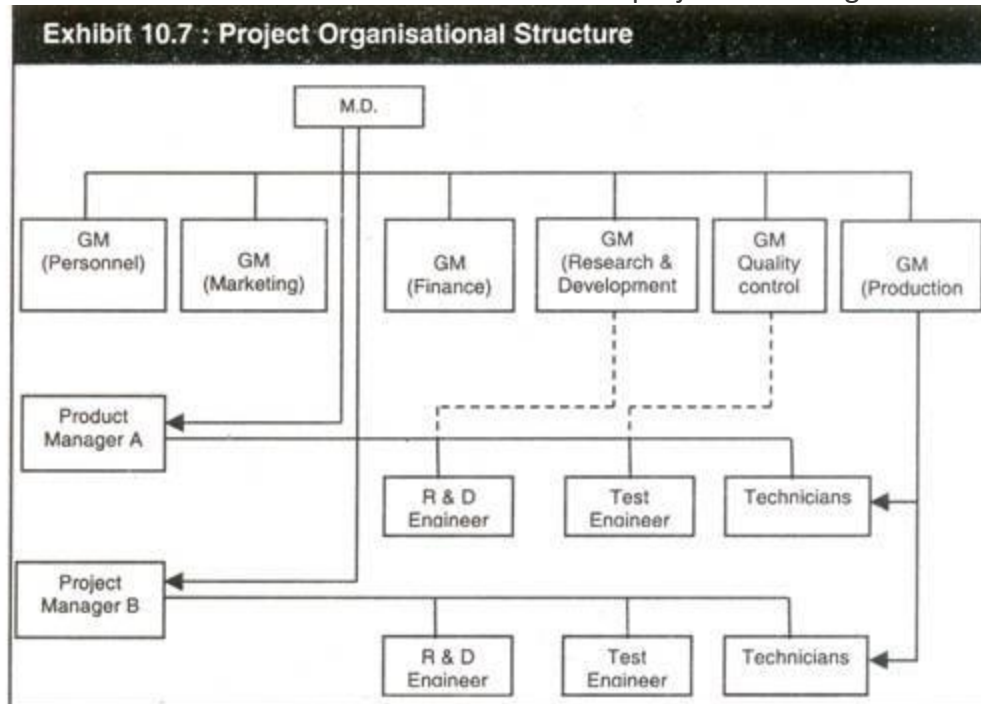 Exhibit 10.7 : Project Organisational Structure
M.D.
GM
(Personnel)
GM
(Marketing)
GM
(Finance)
GM
(Research &
Development
GM
Quality
control
GM
(Production
Product
Manager A
R & D
Engineer
Test
Engineer
Technicians
Project
Manager B
R & D
Engineer
Test
Engineer
Technicians